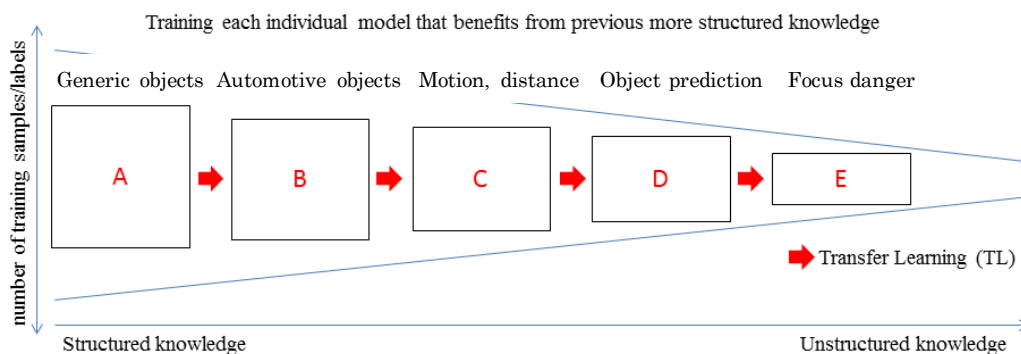 Training each individual model that benefits from previous more structured knowledge
number of training samples/labels
Generic objects Automotive objects Motion, distance Object prediction Focus danger
A B C D E
Transfer Learning (TL)
Structured knowledge Unstructured knowledge